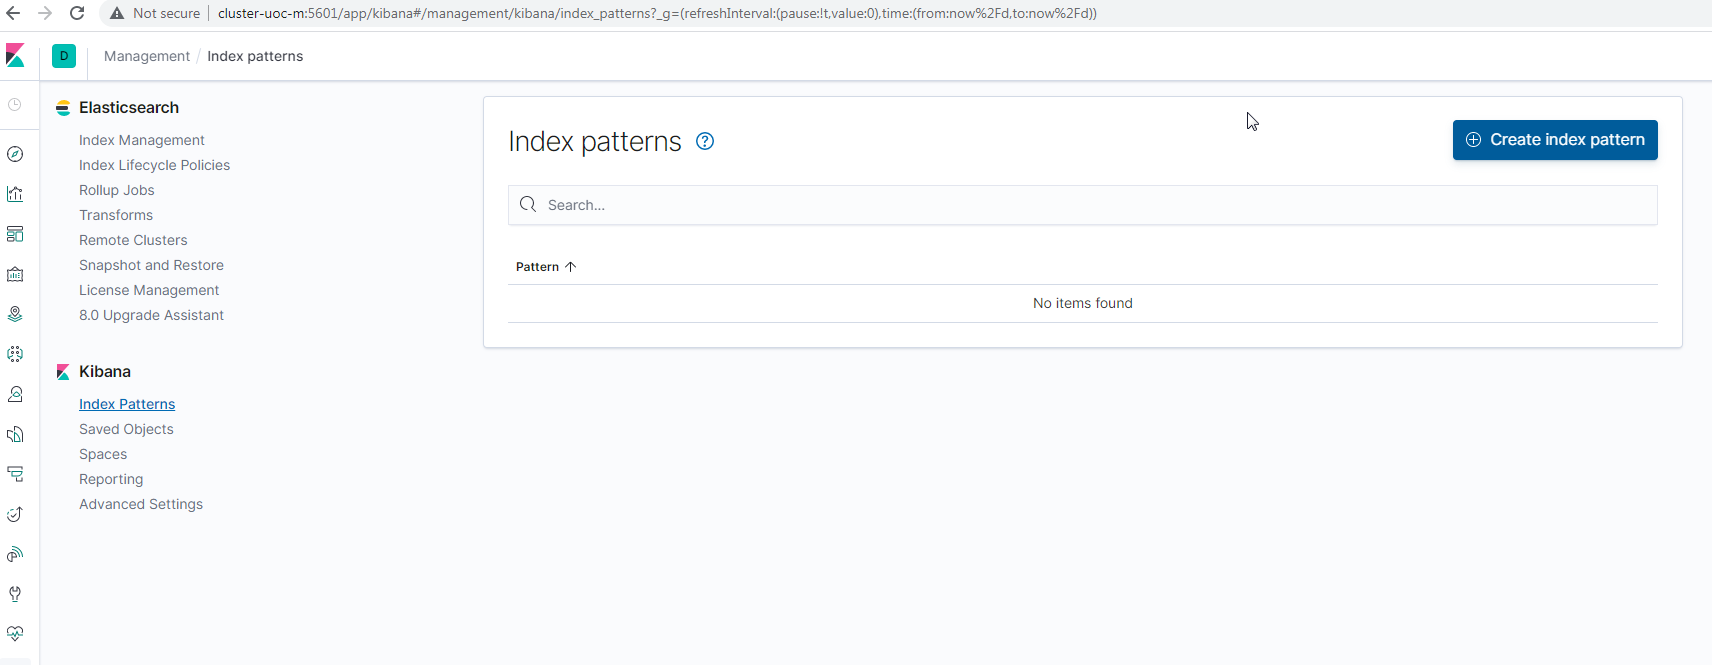 Not secure | cluster-uoc-m:5601/app/kibana#/management/kibana/index_patterns?_g=(refreshInterval:(pause:!t,value:0),time:(from:now%2Fd,to:now%2Fd))
D Management / Index patterns
Elasticsearch
Index Management
Index Lifecycle Policies
Rollup Jobs
Transforms
Remote Clusters
Snapshot and Restore
License Management
8.0 Upgrade Assistant
Kibana
Index Patterns
Saved Objects
Spaces
Reporting
Advanced Settings
Index patterns ?
Create index pattern
Search...
Pattern ↑
No items found